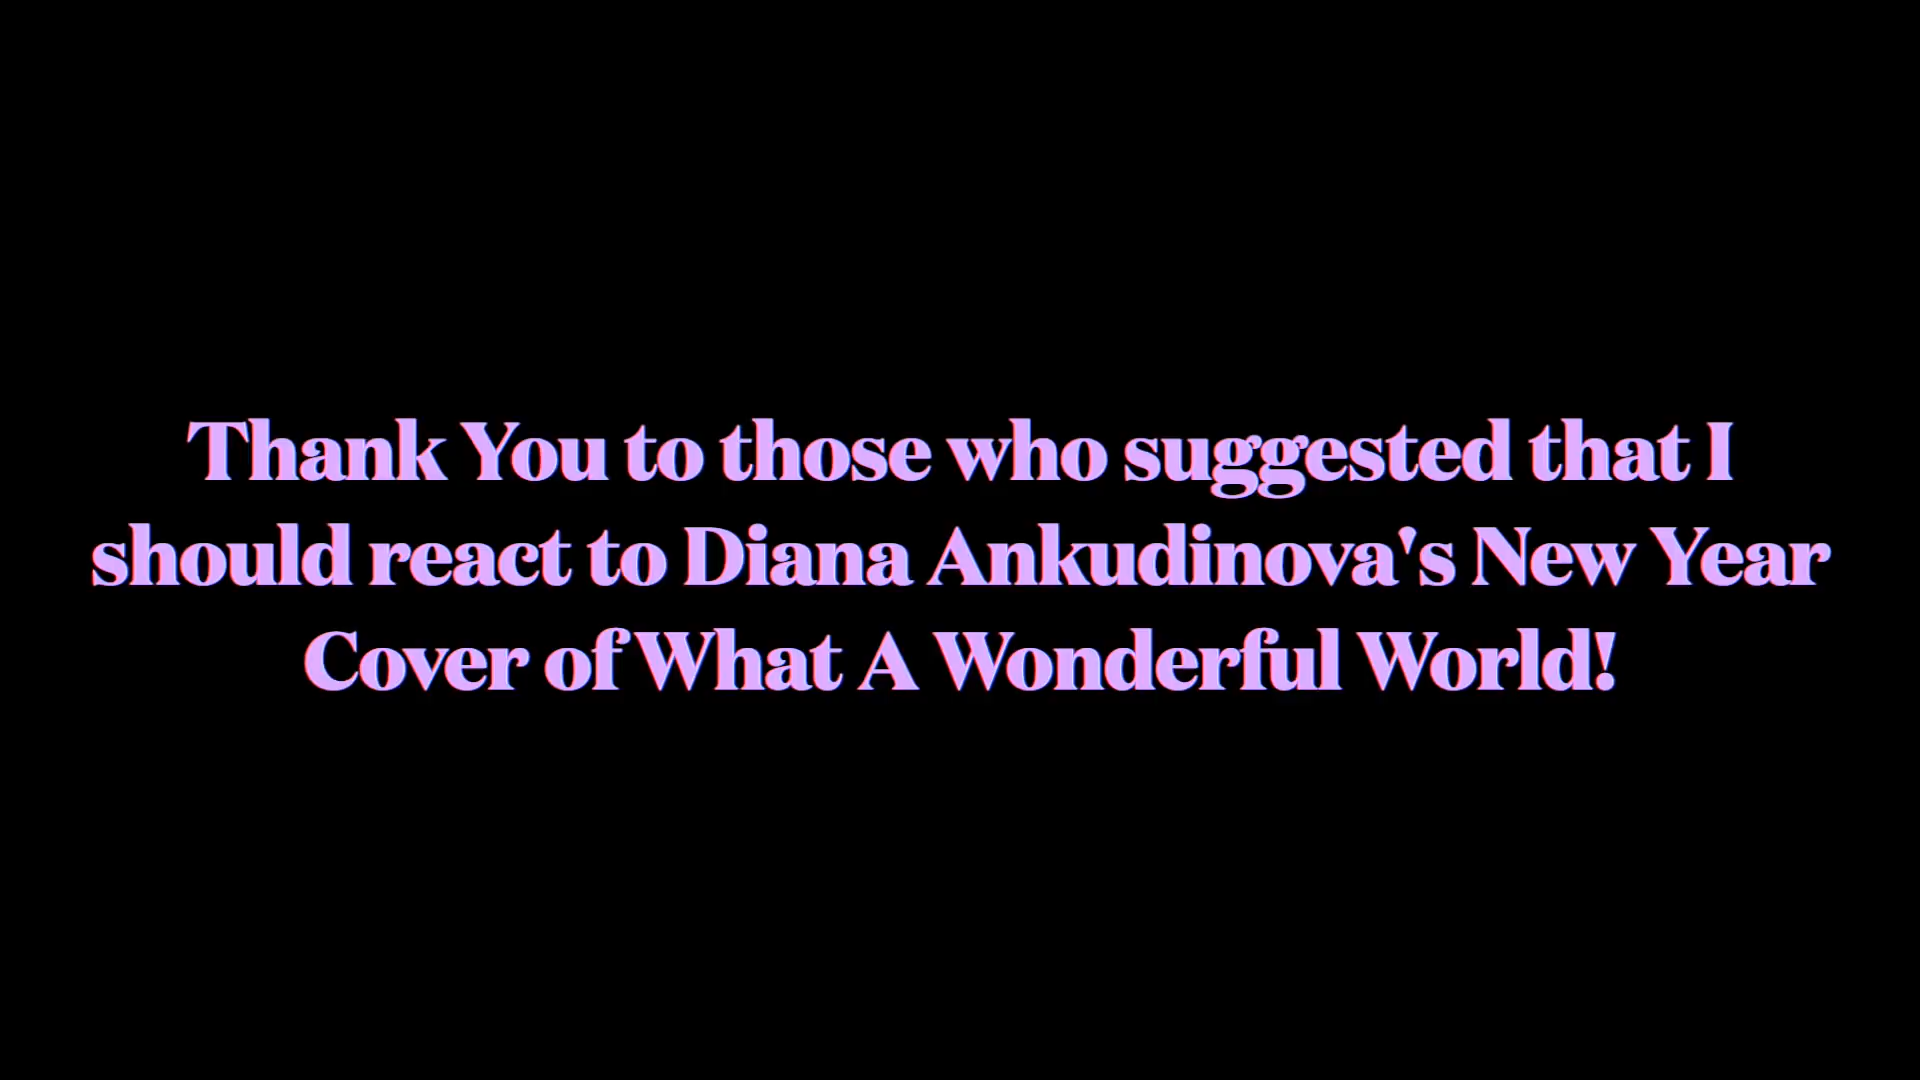 Thank You to those who suggested that I
should react to Diana Ankudinova's New Year
Cover of What A Wonderful World!